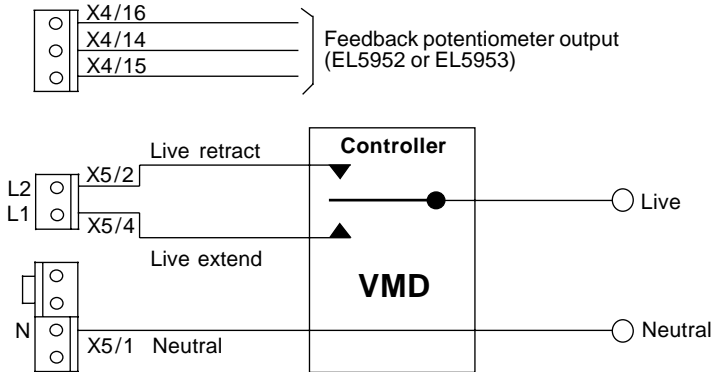 X4/16
X4/14
X4/15
Feedback potentiometer output
(EL5952 or EL5953)
Controller
Live retract
X5/2
L2
L1
X5/4
Live
Live extend
VMD
N
X5/1 Neutral
Neutral